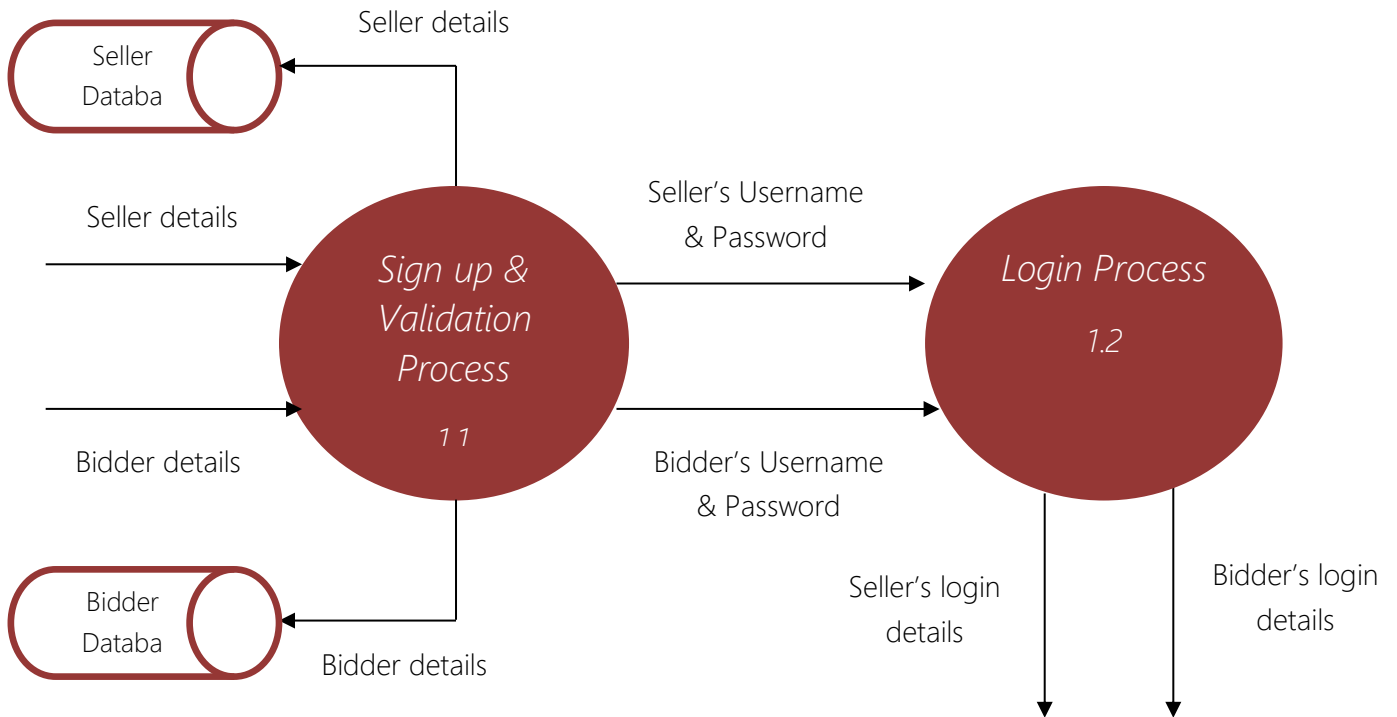 Seller details
Seller
Databa
Seller details
Seller's Username
& Password
Sign up &
Validation
Process
1 1
Login Process
1.2
Bidder details
Bidder's Username
& Password
Bidder
Databa
Bidder details
Seller's login
details
Bidder's login
details